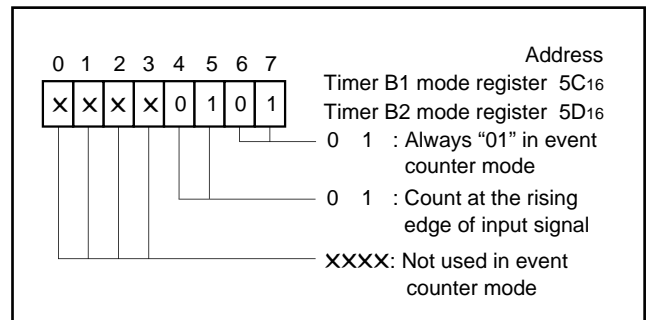 Address
0 1 2 3 4 5 6 7
Timer B1 mode register 5C16
X X X X 0 1 0 1
Timer B2 mode register 5D16
0 1 : Always “01” in event
counter mode
0 1 : Count at the rising
edge of input signal
XXXX: Not used in event
counter mode